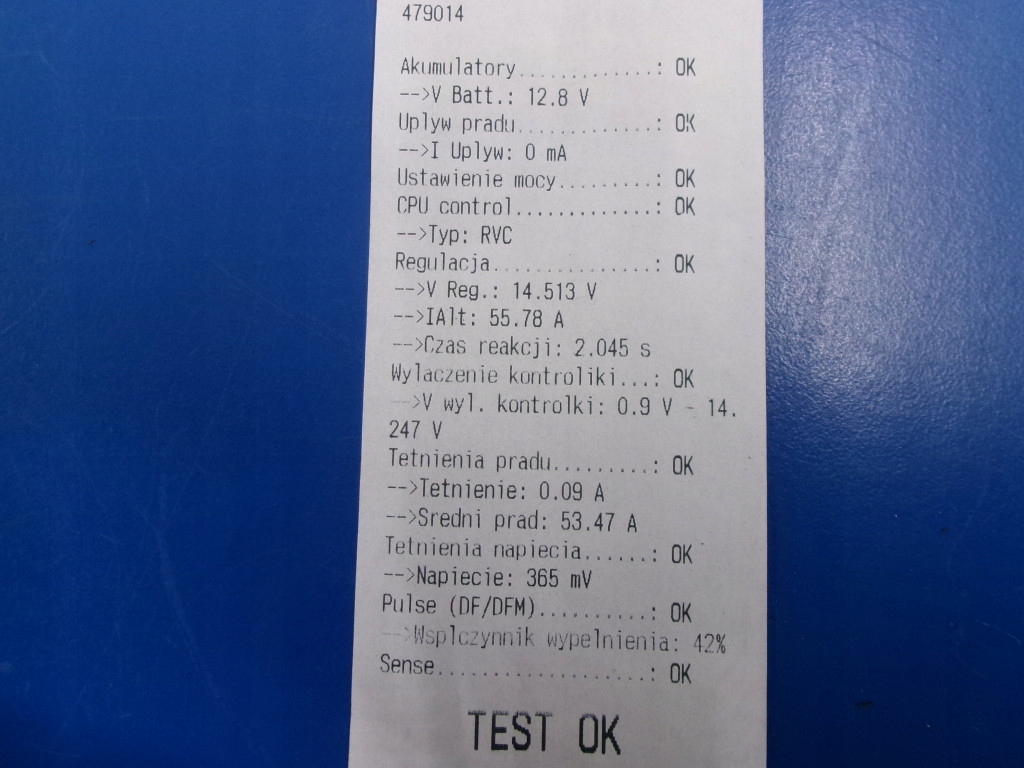 479014
Akumulatory.............: OK
-->V Batt.: 12.8 V
Uplyw pradu.............: OK
-->I Uplyw: 0 mA
Ustawienie mocy.........: OK
CPU control.............: OK
-->Typ: RVC
Regulacja...............: OK
-->V Reg.: 14.513 V
-->IAlt: 55.78 A
-->Czas reakcji: 2.045 s
Wylaczenie kontroliki...: OK
-->V wyl. kontrolki: 0.9 V - 14.
247 V
Tetnienia pradu.........: OK
-->Tetnienie: 0.09 A
-->Sredni prad: 53.47 A
Tetnienia napiecia......: OK
-->Napiecie: 365 mV
Pulse (DF/DFM)..........: OK
-->Wsplczynnik wypelnienia: 42%
Sense...................: OK
TEST OK